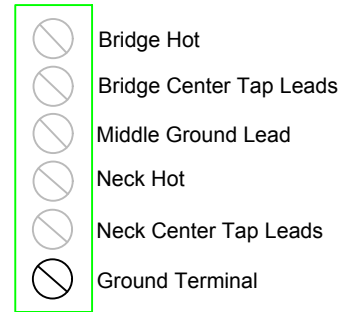 Bridge Hot
Bridge Center Tap Leads
Middle Ground Lead
Neck Hot
Neck Center Tap Leads
Ground Terminal